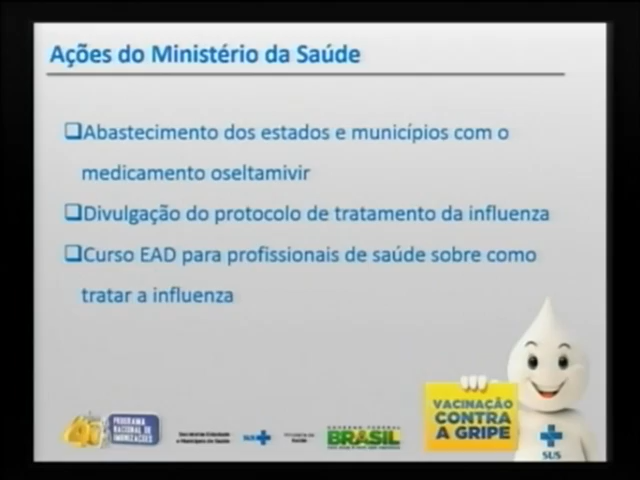 Ações do Ministério da Saúde
❑Abastecimento dos estados e municípios com o
medicamento oseltamivir
❑Divulgação do protocolo de tratamento da influenza
❑Curso EAD para profissionais de saúde sobre como
tratar a influenza
VACINAÇÃO
CONTRA
A GRIPE
SUS
PROGRAMA
NACIONAL DE
IMUNIZAÇÕES
SUS
GOVERNO FEDERAL
BRASIL